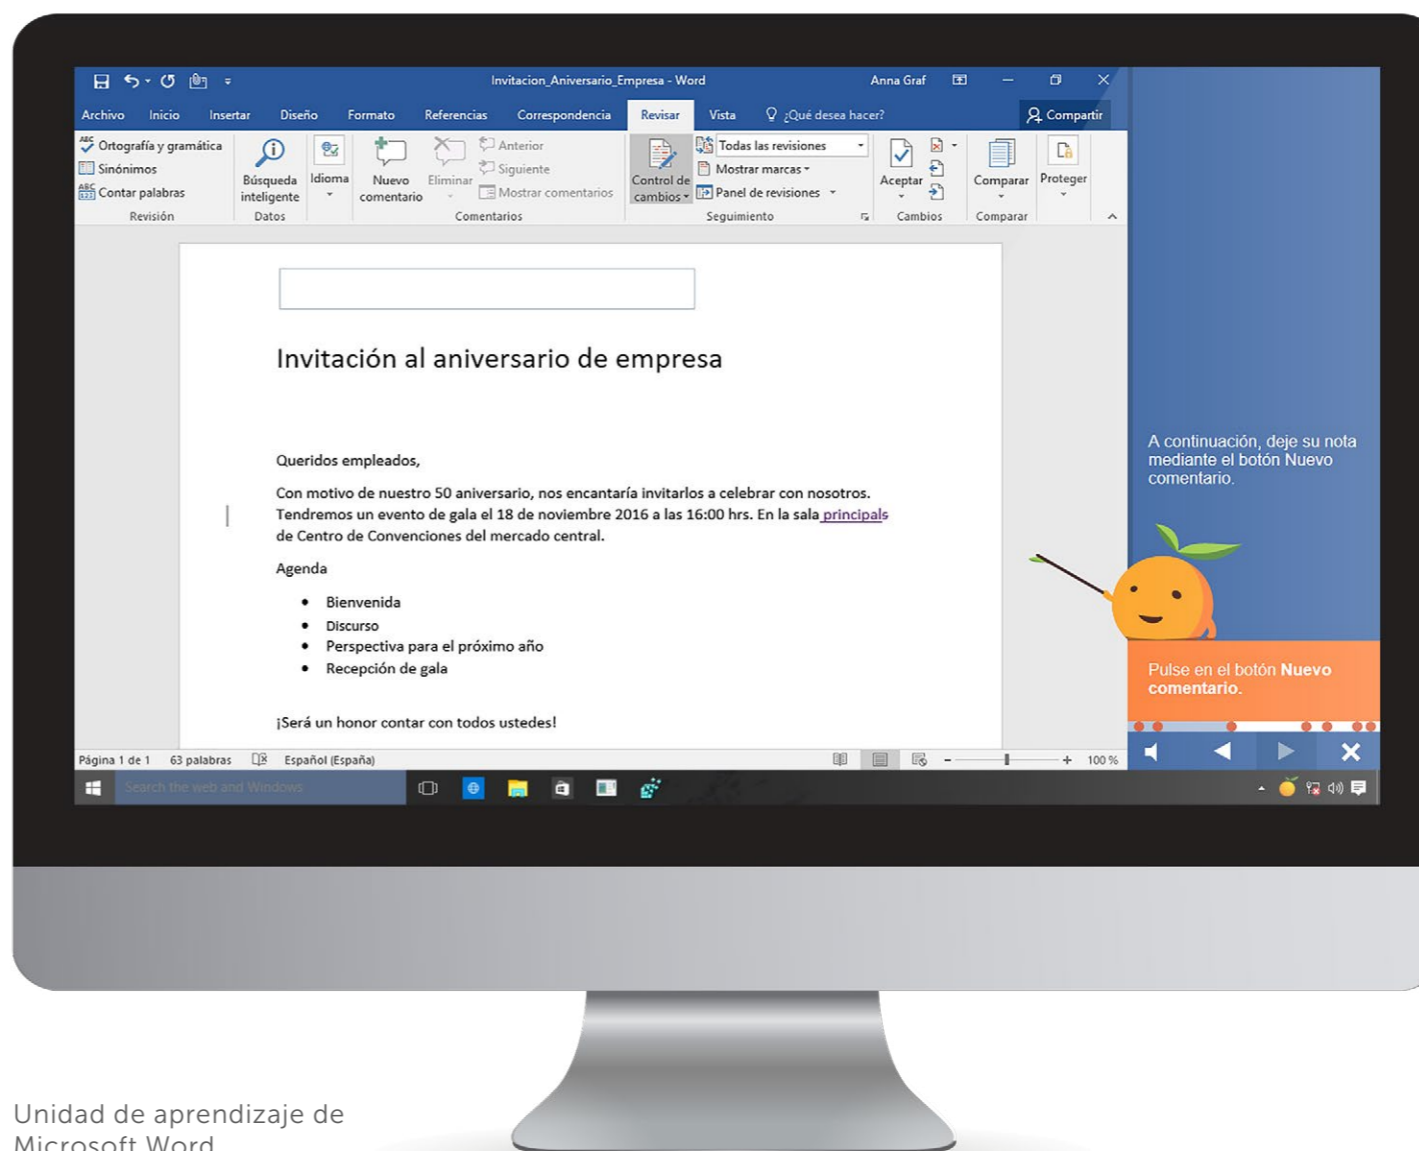 Invitacion_Aniversario_Empresa - Word Anna Graf
Archivo Inicio Insertar Diseño Formato Referencias Correspondencia Revisar Vista ¿Qué desea hacer? Compartir
ABC Ortografía y gramática
Sinónimos
ABC 123 Contar palabras
Revisión
Búsqueda
inteligente
Datos
Idioma
Nuevo
comentario
Eliminar
Anterior
Siguiente
Mostrar comentarios
Comentarios
Control de
cambios
Todas las revisiones
Mostrar marcas
Panel de revisiones
Seguimiento
Aceptar
Cambios
Comparar
Comparar
Proteger
Invitación al aniversario de empresa
Queridos empleados,
Con motivo de nuestro 50 aniversario, nos encantaría invitarlos a celebrar con nosotros.
Tendremos un evento de gala el 18 de noviembre 2016 a las 16:00 hrs. En la sala principals
de Centro de Convenciones del mercado central.
Agenda
• Bienvenida
• Discurso
• Perspectiva para el próximo año
• Recepción de gala
¡Será un honor contar con todos ustedes!
A continuación, deje su nota
mediante el botón Nuevo
comentario.
Pulse en el botón Nuevo
comentario.
Página 1 de 1 63 palabras Español (España) 100 %
Search the web and Windows
Unidad de aprendizaje de
Microsoft Word